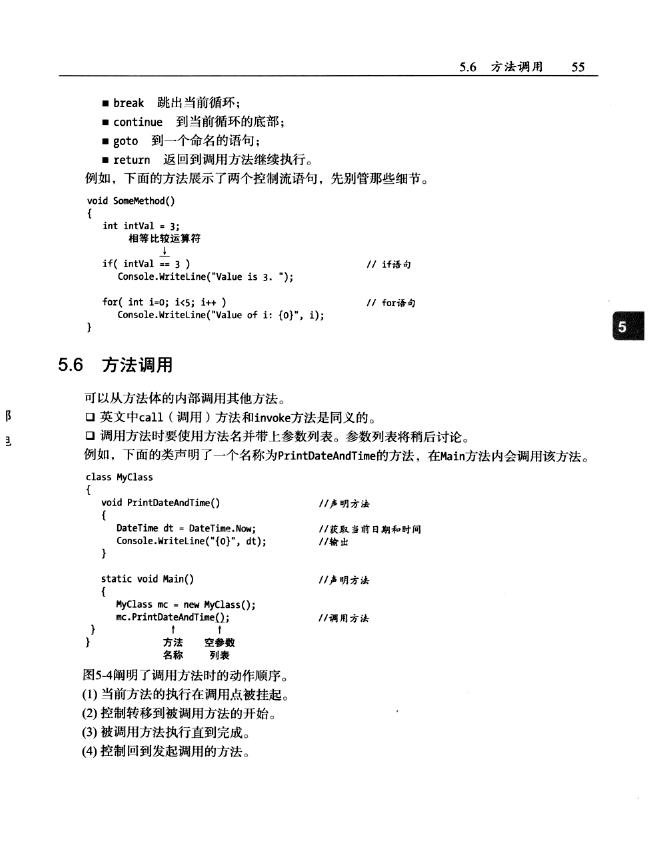 5.6 方法调用 55
■ break 跳出当前循环；
■ continue 到当前循环的底部；
■ goto 到一个命名的语句；
■ return 返回到调用方法继续执行。
例如，下面的方法展示了两个控制流语句，先别管那些细节。
void SomeMethod()
{
int intVal = 3;
相等比较运算符
↓
if( intVal == 3 ) // if语句
Console.WriteLine("Value is 3. ");
for( int i=0; i<5; i++ ) // for语句
Console.WriteLine("Value of i: {0}", i);
}
5
5.6 方法调用
可以从方法体的内部调用其他方法。
❑ 英文中call（调用）方法和invoke方法是同义的。
❑ 调用方法时要使用方法名并带上参数列表。参数列表将稍后讨论。
例如，下面的类声明了一个名称为PrintDateAndTime的方法，在Main方法内会调用该方法。
class MyClass
{
void PrintDateAndTime() //声明方法
{
DateTime dt = DateTime.Now; //获取当前日期和时间
Console.WriteLine("{0}", dt); //输出
}
static void Main() //声明方法
{
MyClass mc = new MyClass();
mc.PrintDateAndTime(); //调用方法
} ↑ ↑
} 方法 空参数
名称 列表
图5-4阐明了调用方法时的动作顺序。
(1) 当前方法的执行在调用点被挂起。
(2) 控制转移到被调用方法的开始。
(3) 被调用方法执行直到完成。
(4) 控制回到发起调用的方法。